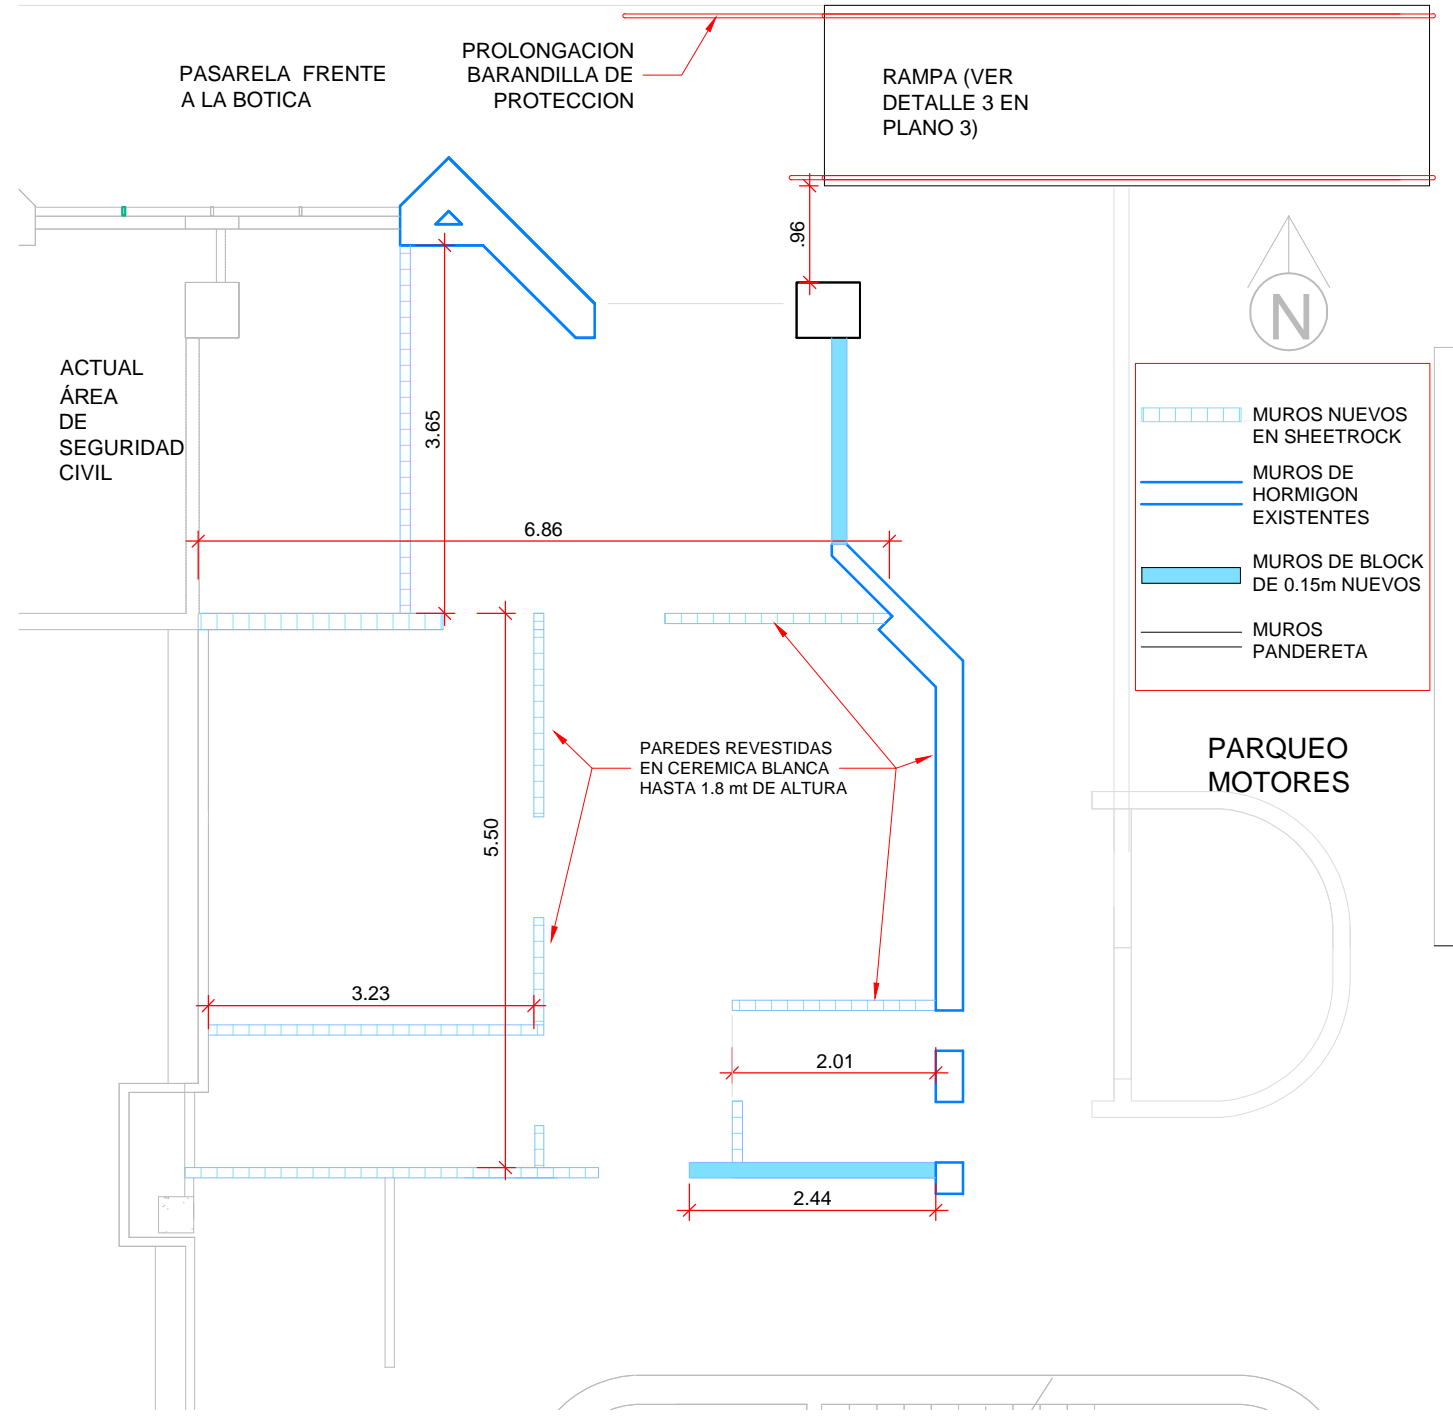 PASARELA FRENTE
A LA BOTICA
PROLONGACION
BARANDILLA DE
PROTECCION
RAMPA (VER
DETALLE 3 EN
PLANO 3)
.96
N
ACTUAL
ÁREA
DE
SEGURIDAD
CIVIL
3.65
6.86
MUROS NUEVOS
EN SHEETROCK
MUROS DE
HORMIGON
EXISTENTES
MUROS DE BLOCK
DE 0.15m NUEVOS
MUROS
PANDERETA
PARQUEO
MOTORES
PAREDES REVESTIDAS
EN CEREMICA BLANCA
HASTA 1.8 mt DE ALTURA
5.50
3.23
2.01
2.44